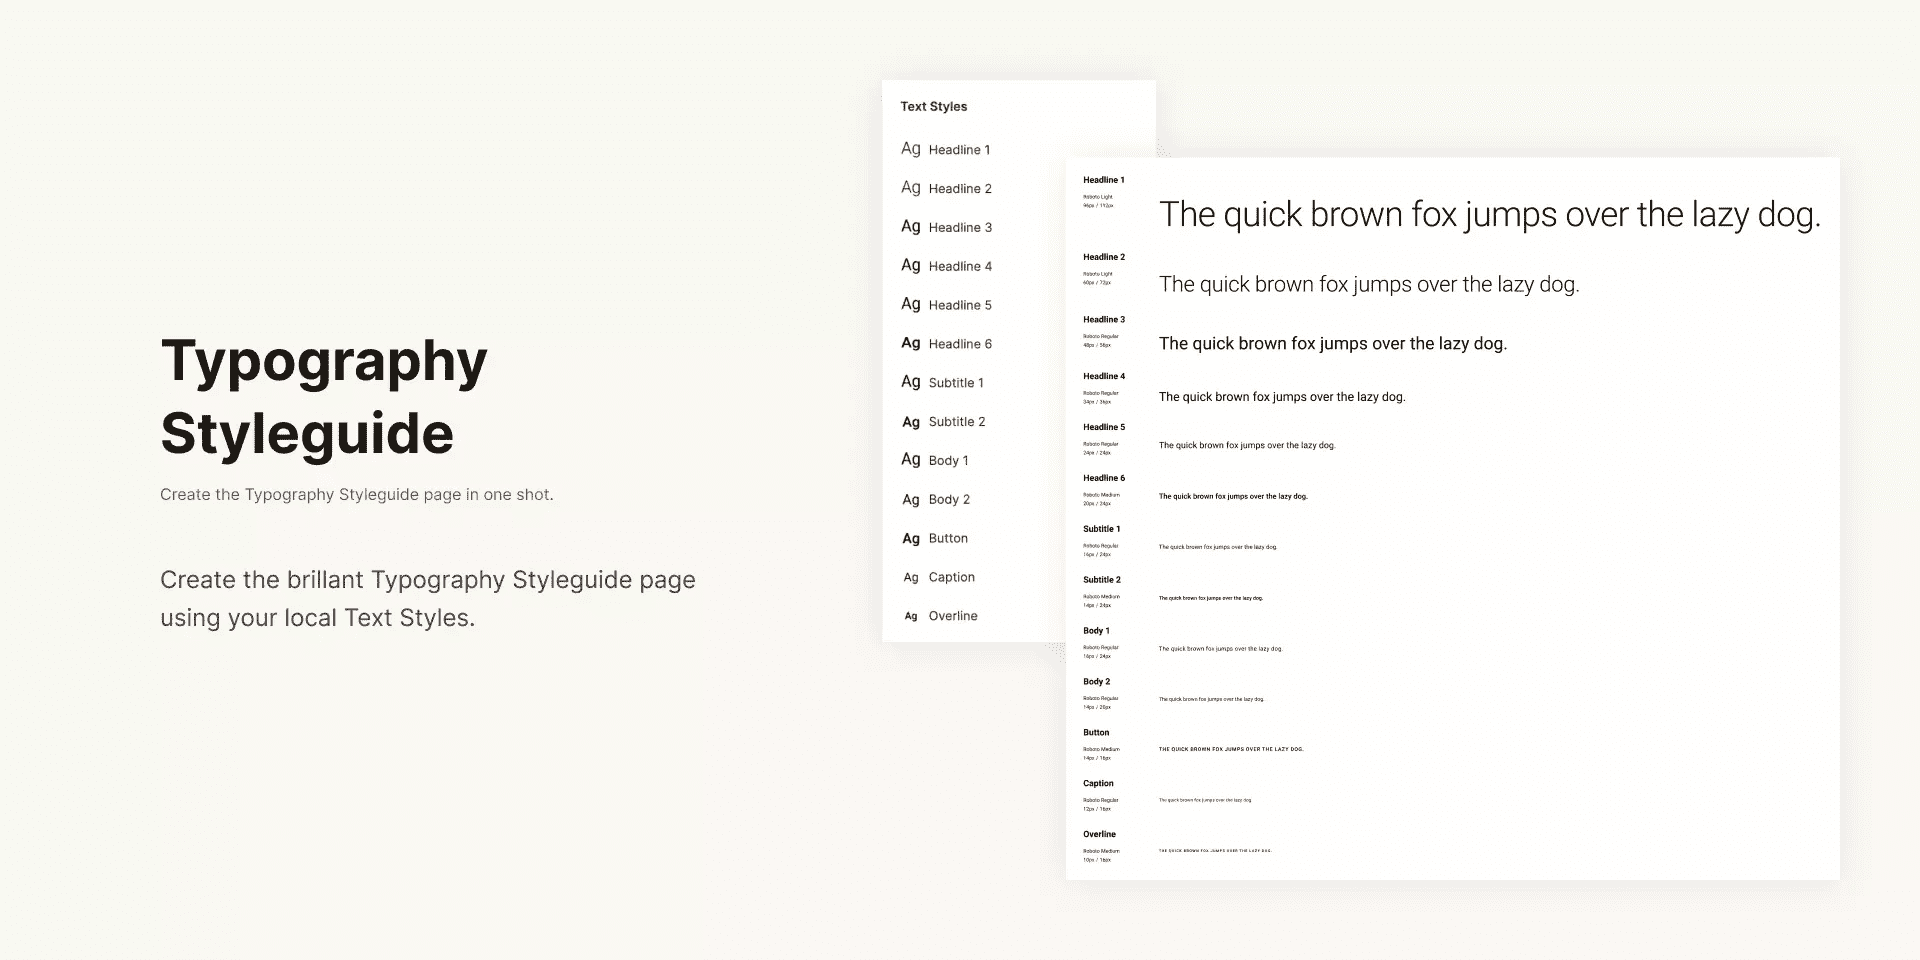 Typography
Styleguide
Create the Typography Styleguide page in one shot.
Create the brillant Typography Styleguide page
using your local Text Styles.
Text Styles
Ag Headline 1
Ag Headline 2
Ag Headline 3
Ag Headline 4
Ag Headline 5
Ag Headline 6
Ag Subtitle 1
Ag Subtitle 2
Ag Body 1
Ag Body 2
Ag Button
Ag Caption
Ag Overline
Headline 1
Roboto Light
96px / 112px
The quick brown fox jumps over the lazy dog.
Headline 2
Roboto Light
60px / 72px
The quick brown fox jumps over the lazy dog.
Headline 3
Roboto Regular
48px / 56px
The quick brown fox jumps over the lazy dog.
Headline 4
Roboto Regular
34px / 36px
The quick brown fox jumps over the lazy dog.
Headline 5
Roboto Regular
24px / 24px
The quick brown fox jumps over the lazy dog.
Headline 6
Roboto Medium
20px / 24px
The quick brown fox jumps over the lazy dog.
Subtitle 1
Roboto Regular
16px / 24px
The quick brown fox jumps over the lazy dog.
Subtitle 2
Roboto Medium
14px / 24px
The quick brown fox jumps over the lazy dog.
Body 1
Roboto Regular
16px / 24px
The quick brown fox jumps over the lazy dog.
Body 2
Roboto Regular
14px / 20px
The quick brown fox jumps over the lazy dog.
Button
Roboto Medium
14px / 16px
THE QUICK BROWN FOX JUMPS OVER THE LAZY DOG.
Caption
Roboto Regular
12px / 16px
The quick brown fox jumps over the lazy dog.
Overline
Roboto Medium
10px / 16px
THE QUICK BROWN FOX JUMPS OVER THE LAZY DOG.